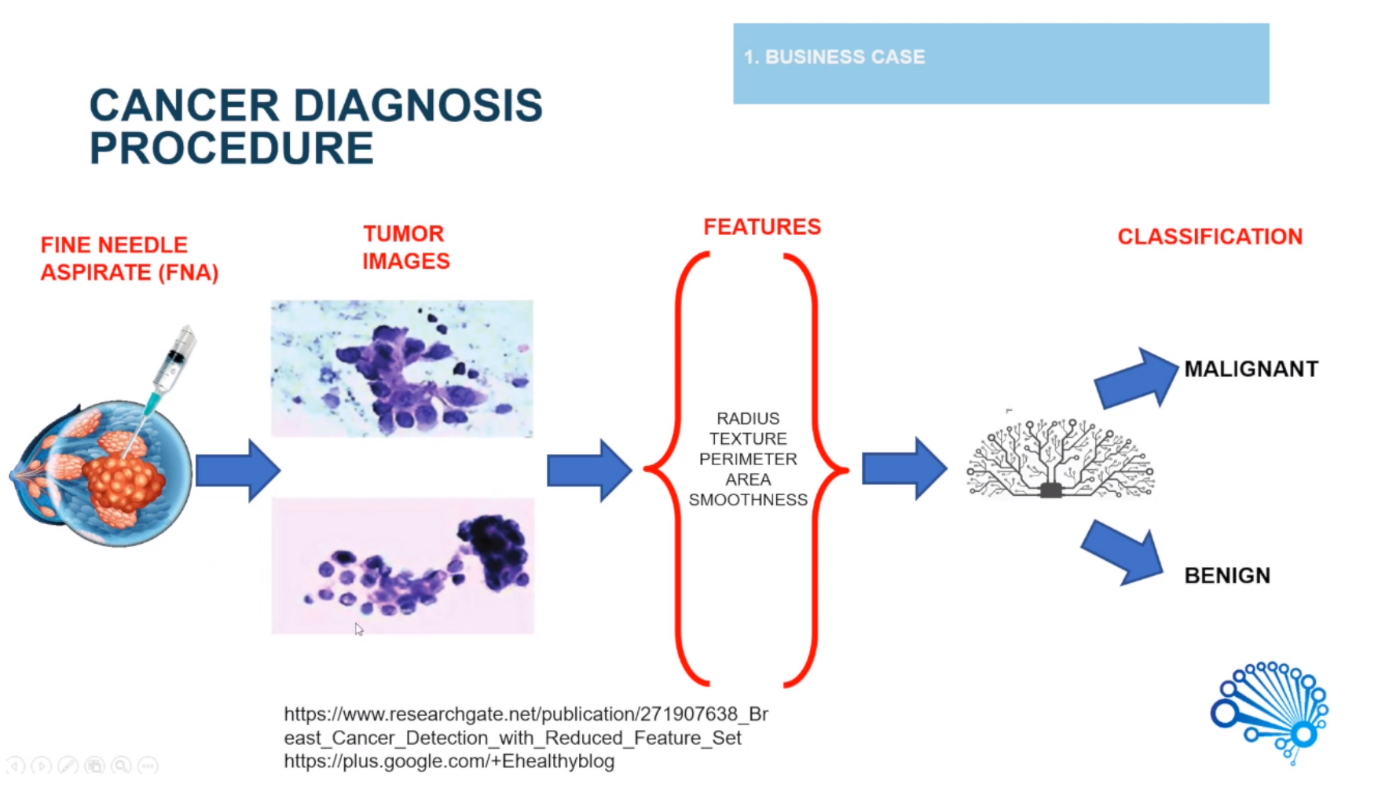 1. BUSINESS CASE
CANCER DIAGNOSIS
PROCEDURE
FINE NEEDLE
ASPIRATE (FNA)
TUMOR
IMAGES
FEATURES
CLASSIFICATION
RADIUS
TEXTURE
PERIMETER
AREA
SMOOTHNESS
MALIGNANT
BENIGN
https://www.researchgate.net/publication/271907638_Br
east_Cancer_Detection_with_Reduced_Feature_Set
https://plus.google.com/+Ehealthyblog